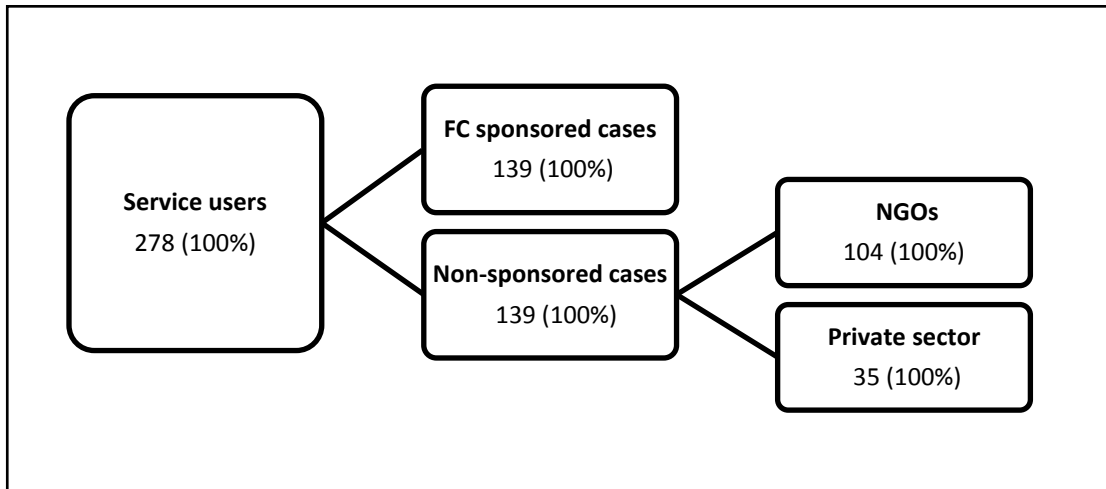 Service users
278 (100%)
FC sponsored cases
139 (100%)
Non-sponsored cases
139 (100%)
NGOs
104 (100%)
Private sector
35 (100%)